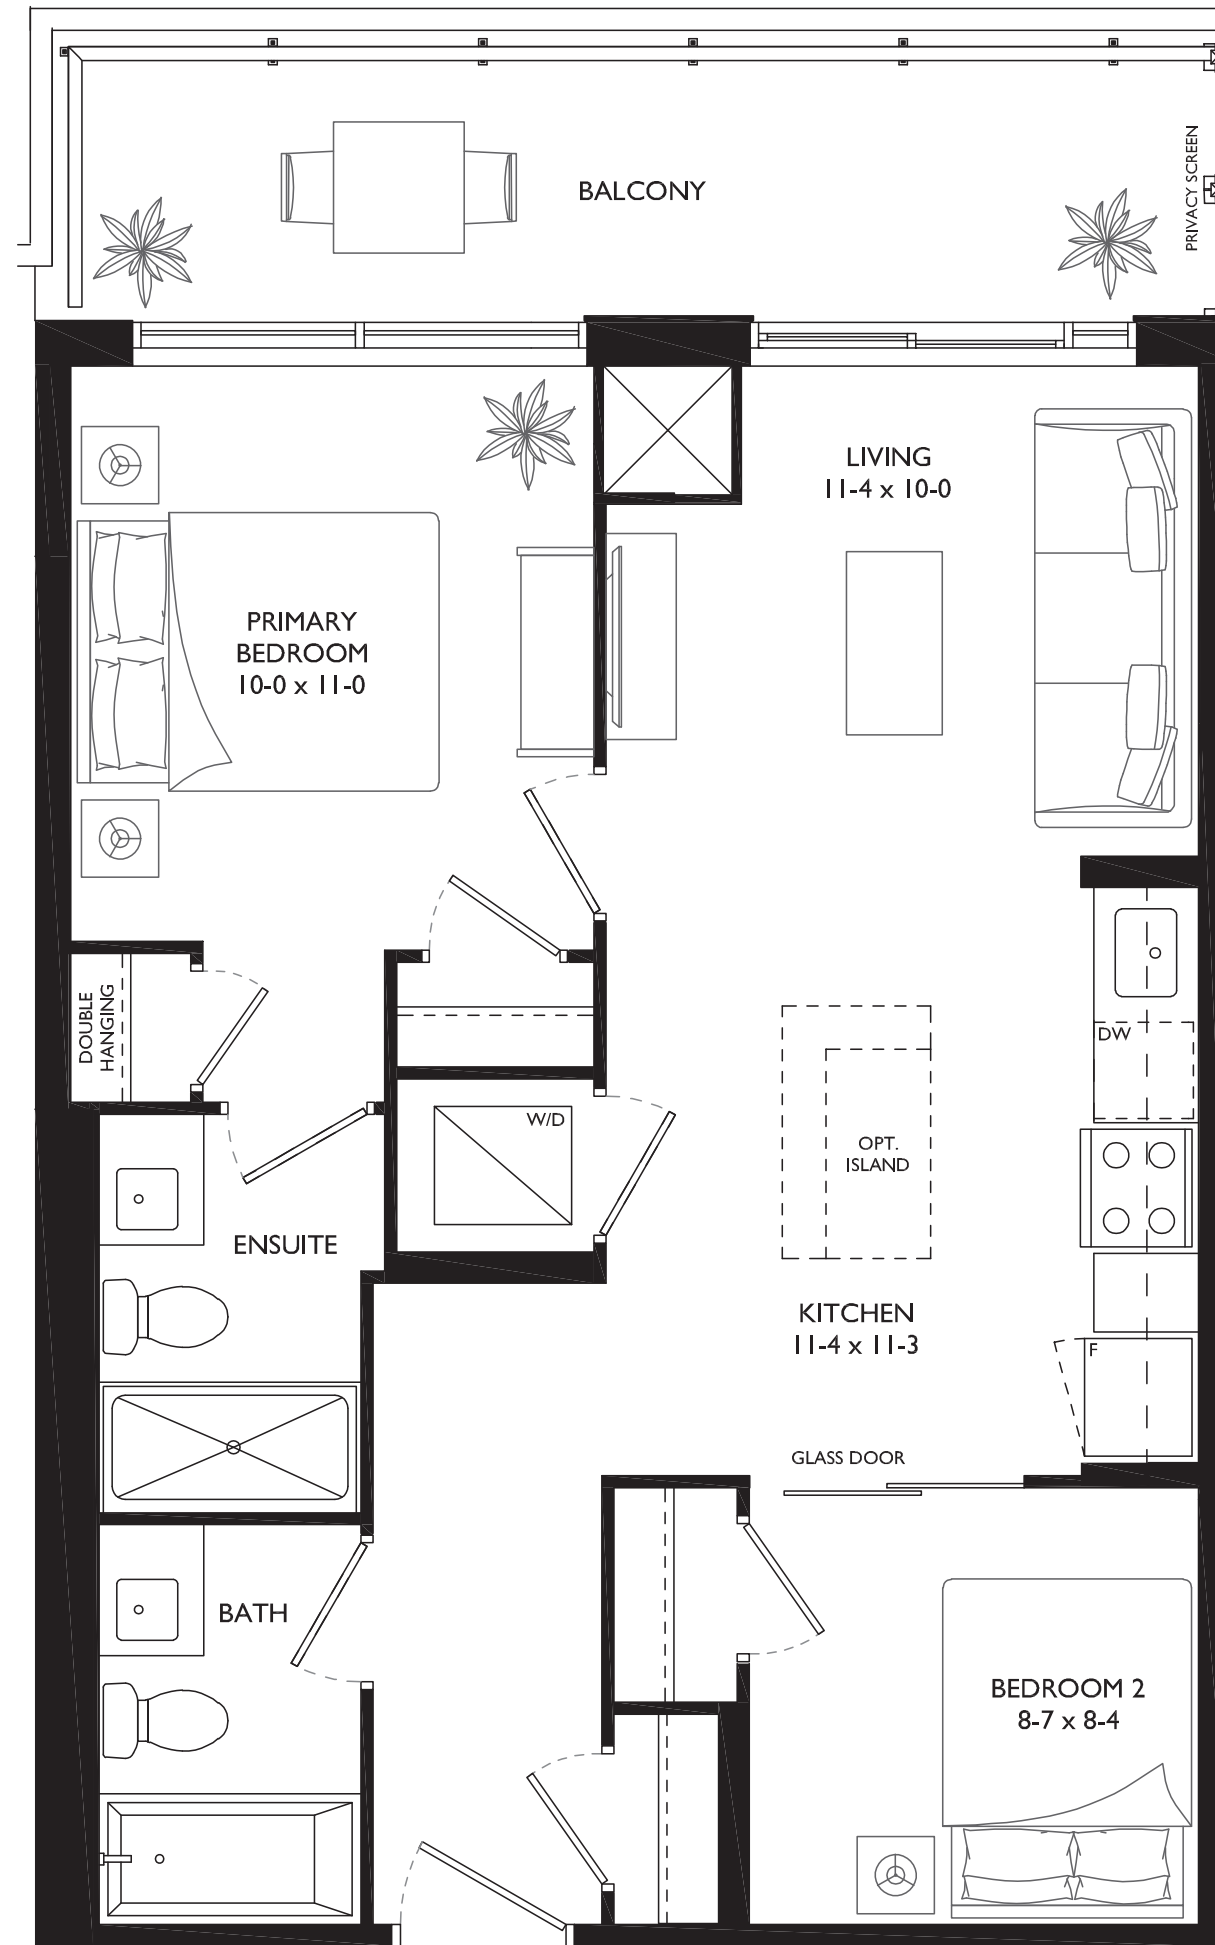 BALCONY
PRIVACY SCREEN
LIVING
11-4 x 10-0
PRIMARY
BEDROOM
10-0 x 11-0
DOUBLE
HANGING
DW
W/D
OPT.
ISLAND
ENSUITE
KITCHEN
11-4 x 11-3
F
GLASS DOOR
BATH
BEDROOM 2
8-7 x 8-4